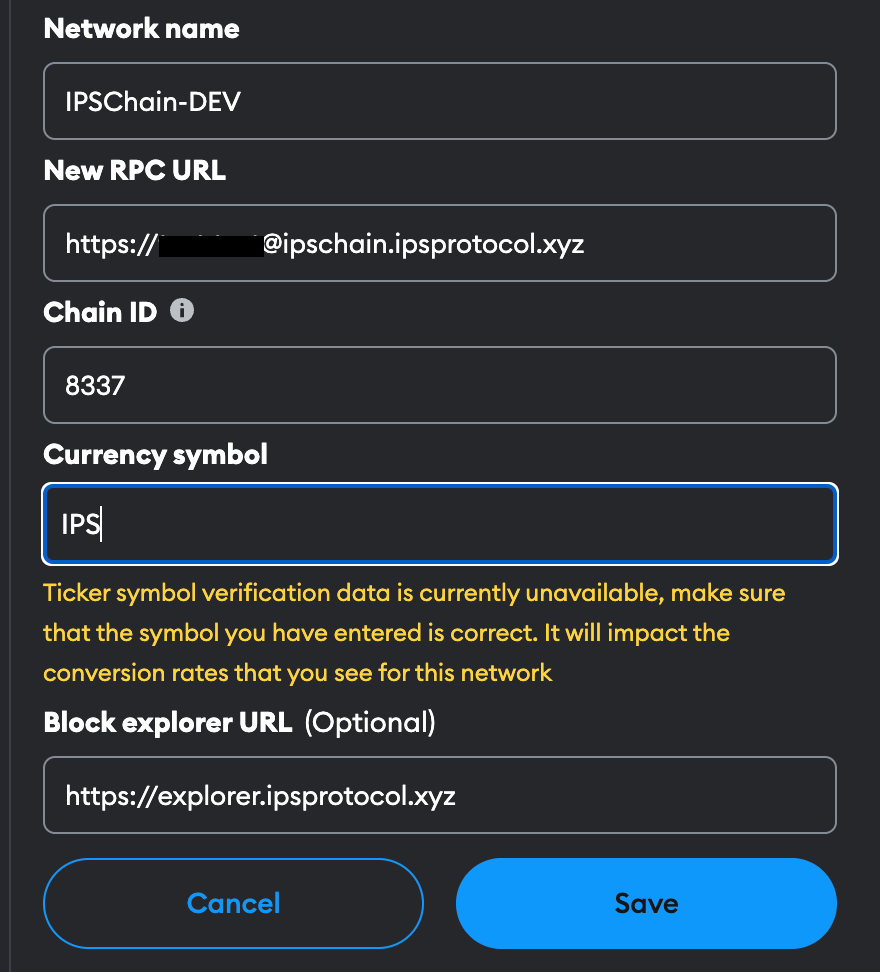 Network name
IPSChain-DEV
New RPC URL
https://@ipschain.ipsprotocol.xyz
Chain ID
8337
Currency symbol
IPS
Ticker symbol verification data is currently unavailable, make sure
that the symbol you have entered is correct. It will impact the
conversion rates that you see for this network
Block explorer URL (Optional)
https://explorer.ipsprotocol.xyz
Cancel Save